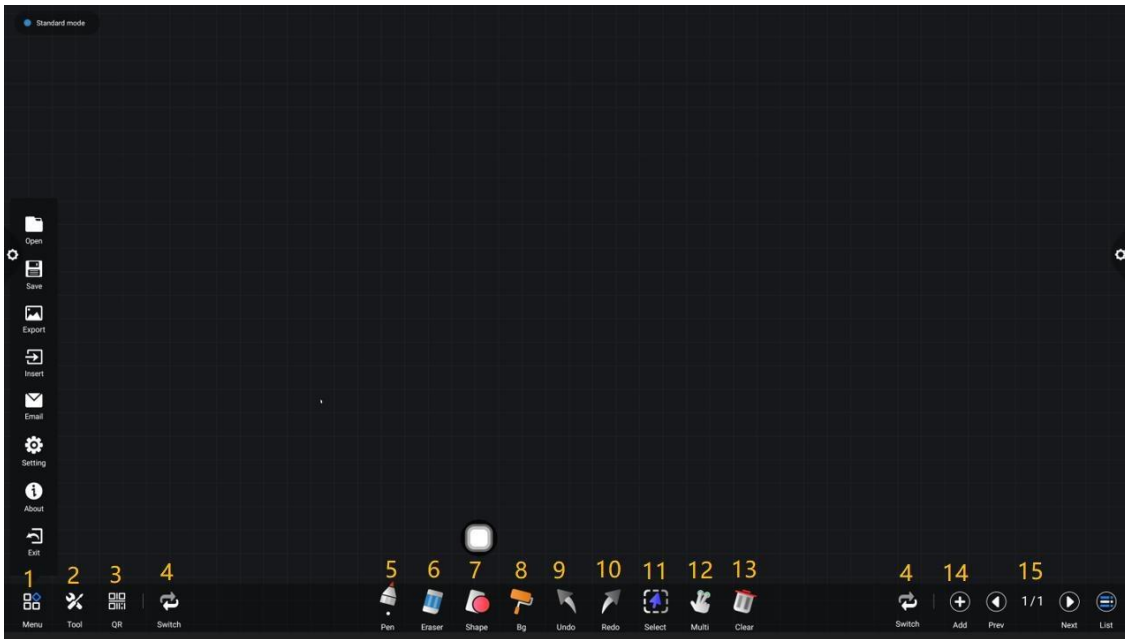 Standard mode
Open
Save
Export
Insert
Email
Setting
About
Exit
1 2 3 4 5 6 7 8 9 10 11 12 13 4 14 15
1/1
Menu Tool QR Switch Pen Eraser Shape Bg Undo Redo Select Multi Clear Switch Add Prev Next List